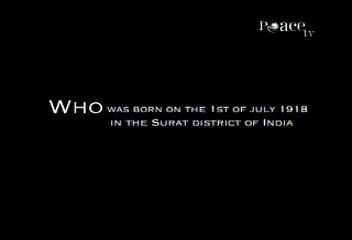 Peace
TV
WHO WAS BORN ON THE 1ST OF JULY 1918
IN THE SURAT DISTRICT OF INDIA